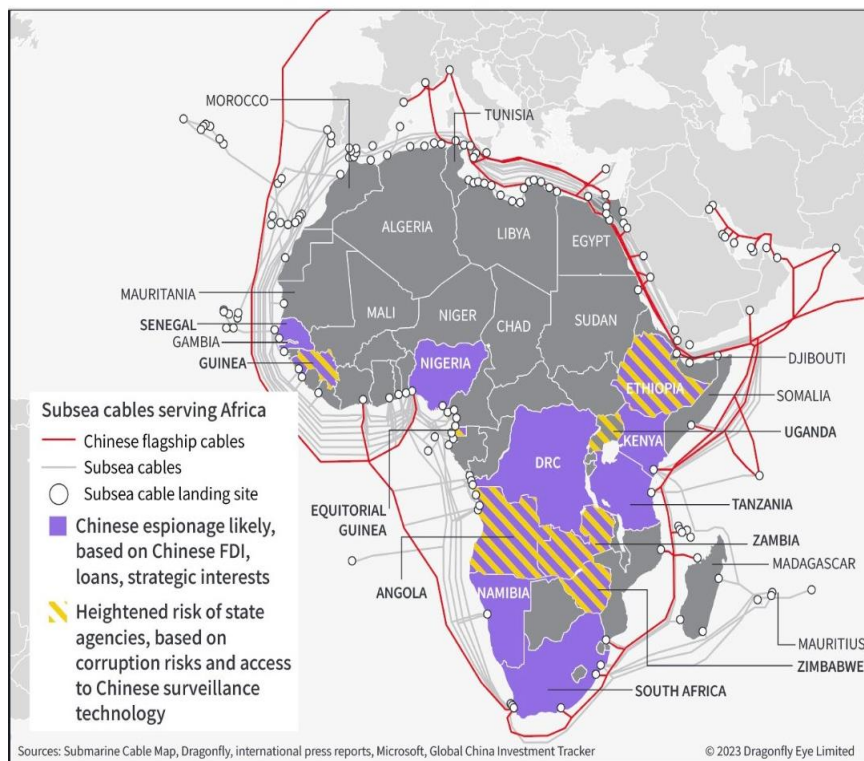 MOROCCO
TUNISIA
ALGERIA
LIBYA
EGYPT
MAURITANIA
MALI
NIGER
CHAD
SUDAN
SENEGAL
GAMBIA
GUINEA
NIGERIA
DJIBOUTI
ETHIOPIA
SOMALIA
UGANDA
KENYA
DRC
TANZANIA
EQUITORIAL
GUINEA
ZAMBIA
MADAGASCAR
ANGOLA
NAMIBIA
MAURITIUS
ZIMBABWE
SOUTH AFRICA
Subsea cables serving Africa
Chinese flagship cables
Subsea cables
Subsea cable landing site
Chinese espionage likely,
based on Chinese FDI,
loans, strategic interests
Heightened risk of state
agencies, based on
corruption risks and access
to Chinese surveillance
technology
Sources: Submarine Cable Map, Dragonfly, international press reports, Microsoft, Global China Investment Tracker
© 2023 Dragonfly Eye Limited